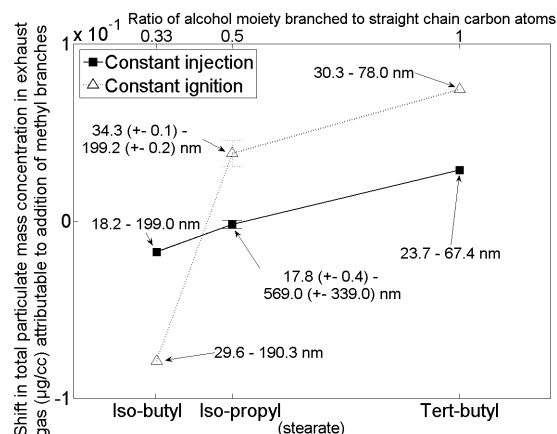 Ratio of alcohol moiety branched to straight chain carbon atoms
x 10⁻¹
0.33 0.5 1
1
0
-1
Shift in total particulate mass concentration in exhaust
gas (µg/cc) attributable to addition of methyl branches
Constant injection
Constant ignition
30.3 - 78.0 nm
34.3 (+- 0.1) -
199.2 (+- 0.2) nm
18.2 - 199.0 nm
23.7 - 67.4 nm
17.8 (+- 0.4) -
569.0 (+- 339.0) nm
29.6 - 190.3 nm
Iso-butyl Iso-propyl Tert-butyl
(stearate)